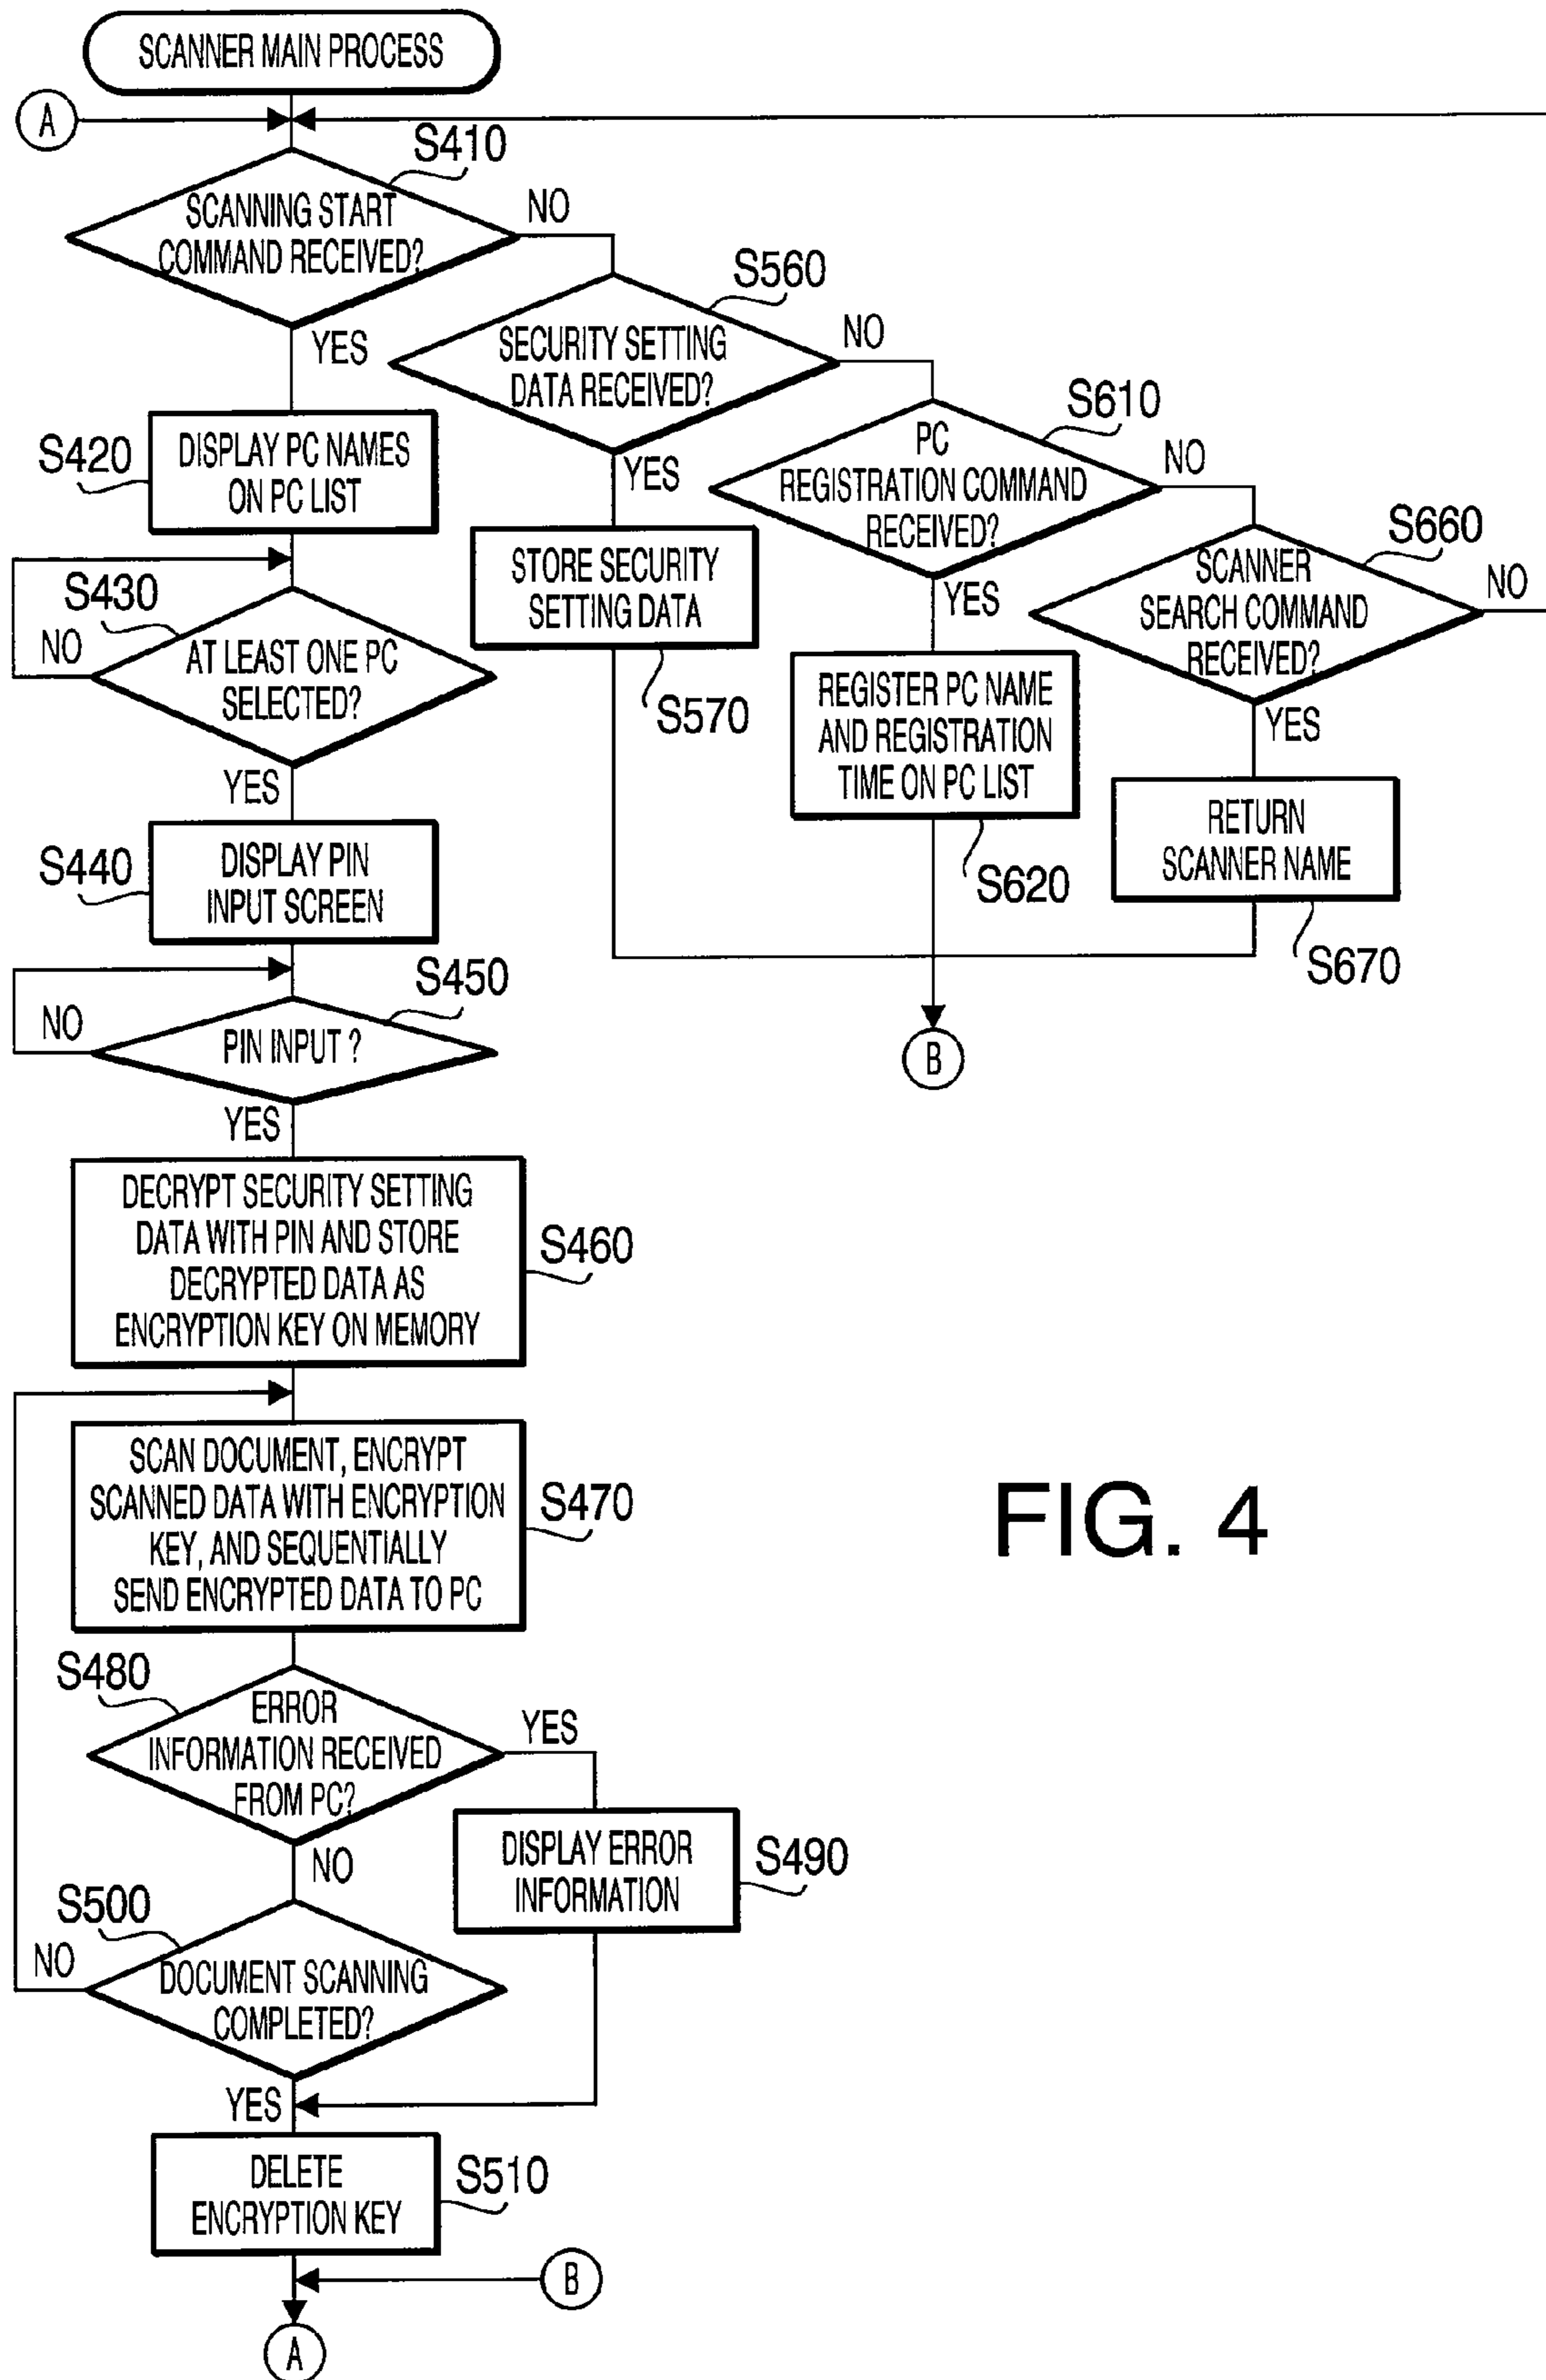 SCANNER MAIN PROCESS
A
S410
SCANNING START
COMMAND RECEIVED?
NO
YES
S560
SECURITY SETTING
DATA RECEIVED?
NO
YES
S610
PC
REGISTRATION COMMAND
RECEIVED?
NO
YES
S660
SCANNER
SEARCH COMMAND
RECEIVED?
NO
YES
S420
DISPLAY PC NAMES
ON PC LIST
STORE SECURITY
SETTING DATA
S570
REGISTER PC NAME
AND REGISTRATION
TIME ON PC LIST
S620
RETURN
SCANNER NAME
S670
B
S430
NO
AT LEAST ONE PC
SELECTED?
YES
S440
DISPLAY PIN
INPUT SCREEN
S450
NO
PIN INPUT ?
YES
DECRYPT SECURITY SETTING
DATA WITH PIN AND STORE
DECRYPTED DATA AS
ENCRYPTION KEY ON MEMORY
S460
SCAN DOCUMENT, ENCRYPT
SCANNED DATA WITH ENCRYPTION
KEY, AND SEQUENTIALLY
SEND ENCRYPTED DATA TO PC
S470
FIG. 4
S480
ERROR
INFORMATION RECEIVED
FROM PC?
YES
NO
DISPLAY ERROR
INFORMATION
S490
S500
NO
DOCUMENT SCANNING
COMPLETED?
YES
DELETE
ENCRYPTION KEY
S510
B
A